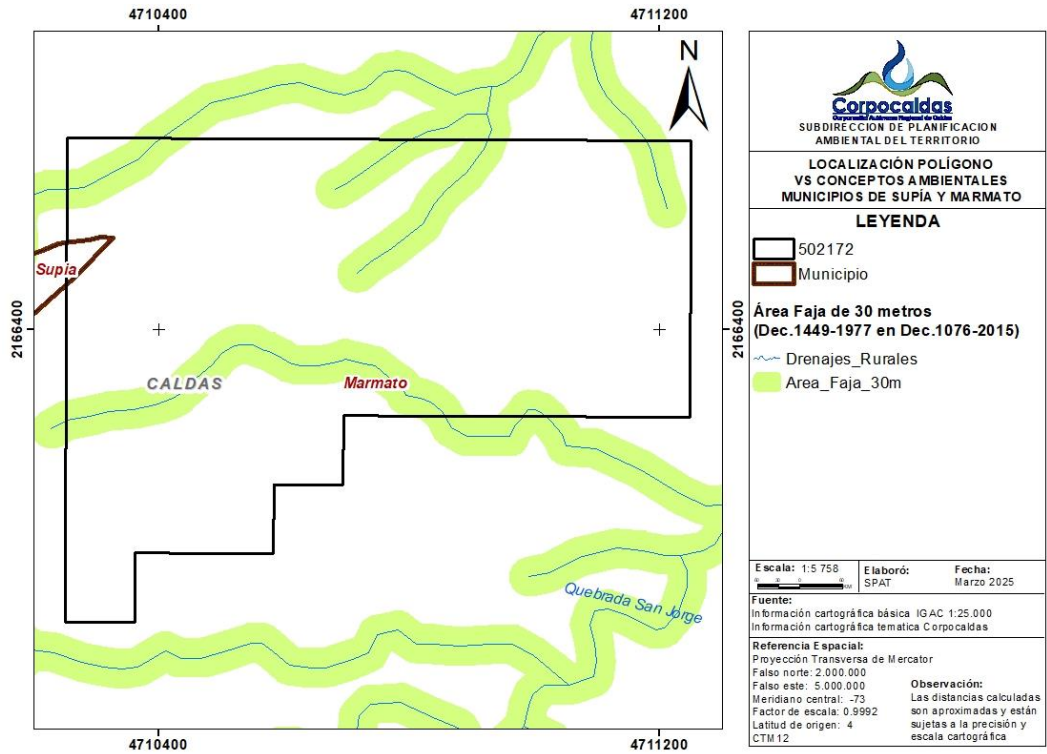 4710400
4711200
N
2166400
2166400
Supía
CALDAS
Marmato
Quebrada San Jorge
4710400
4711200
Corpocaldas
Corporación Autónoma Regional de Caldas
SUBDIRECCION DE PLANIFICACION
AMBIENTAL DEL TERRITORIO
LOCALIZACIÓN POLÍGONO
VS CONCEPTOS AMBIENTALES
MUNICIPIOS DE SUPÍA Y MARMATO
LEYENDA
502172
Municipio
Área Faja de 30 metros
(Dec.1449-1977 en Dec.1076-2015)
Drenajes_Rurales
Area_Faja_30m
Escala: 1:5 758
Elaboró:
SPAT
Fecha:
Marzo 2025
Fuente:
Información cartográfica básica IGAC 1:25.000
Información cartográfica tematica Corpocaldas
Referencia Espacial:
Proyección Transversa de Mercator
Falso norte: 2.000.000
Falso este: 5.000.000
Meridiano central: -73
Factor de escala: 0.9992
Latitud de origen: 4
CTM12
Observación:
Las distancias calculadas
son aproximadas y están
sujetas a la precisión y
escala cartográfica